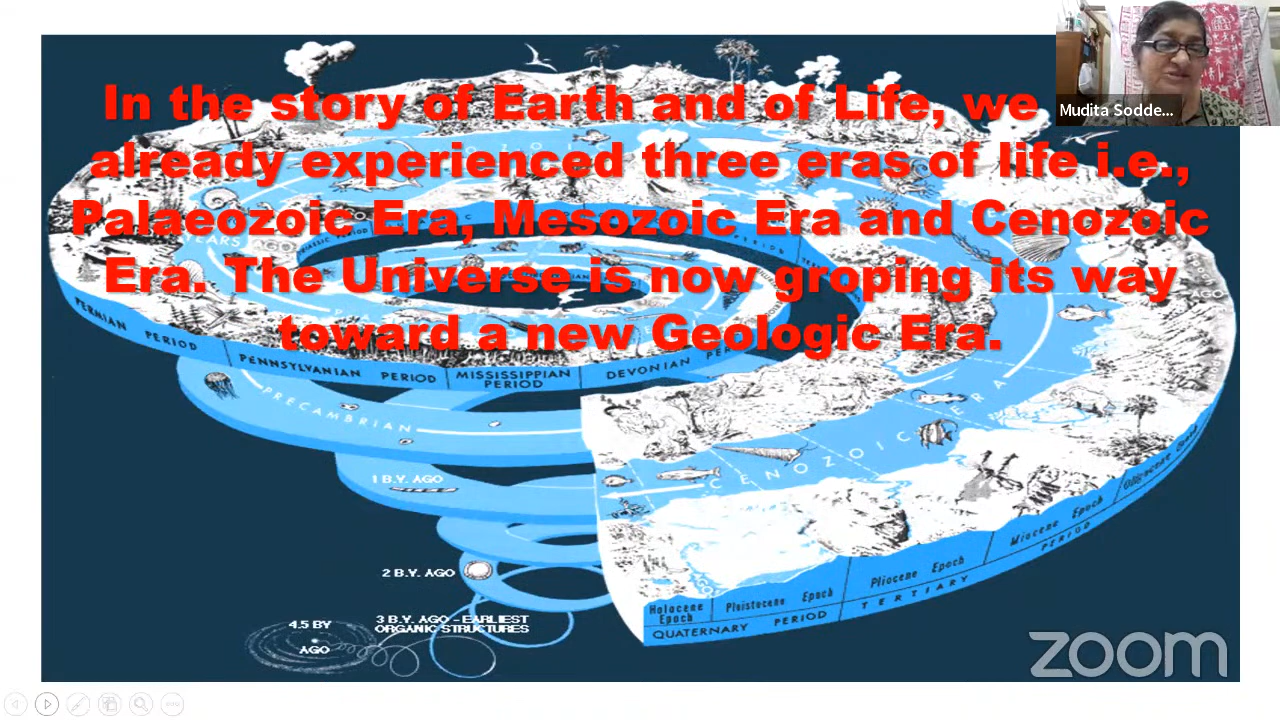 In the story of Earth and of Life, we
already experienced three eras of life i.e.,
Palaeozoic Era, Mesozoic Era and Cenozoic
Era. The Universe is now groping its way
toward a new Geologic Era.
Mudita Sodde...
YEARS AGO
PERMIAN PERIOD
PENNSYLVANIAN PERIOD
MISSISSIPPIAN PERIOD
DEVONIAN
PRECAMBRIAN
CENOZOIC ERA
1 B.Y. AGO
2 B.Y. AGO
3 B.Y. AGO - EARLIEST
ORGANIC STRUCTURES
4.5 BY
AGO
Holocene Epoch
Pleistocene Epoch
Pliocene Epoch
Miocene Epoch
QUATERNARY PERIOD
TERTIARY PERIOD
zoom